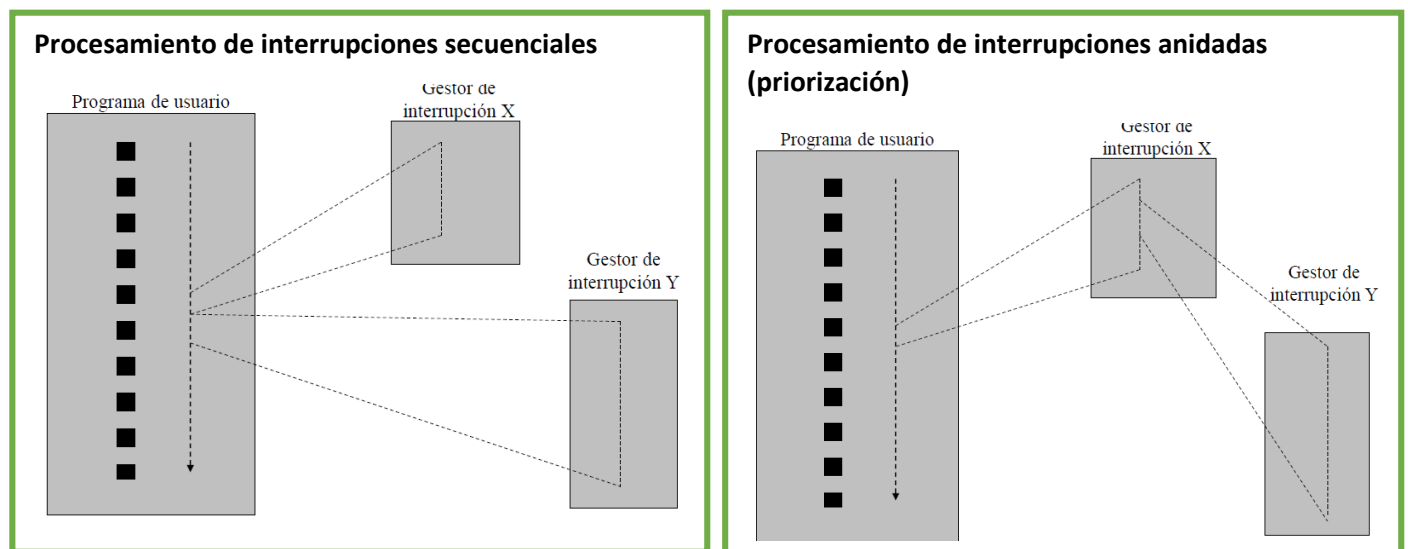 Procesamiento de interrupciones secuenciales
Programa de usuario
Gestor de
interrupción X
Gestor de
interrupción Y
Procesamiento de interrupciones anidadas
(priorización)
Programa de usuario
Gestor de
interrupción X
Gestor de
interrupción Y